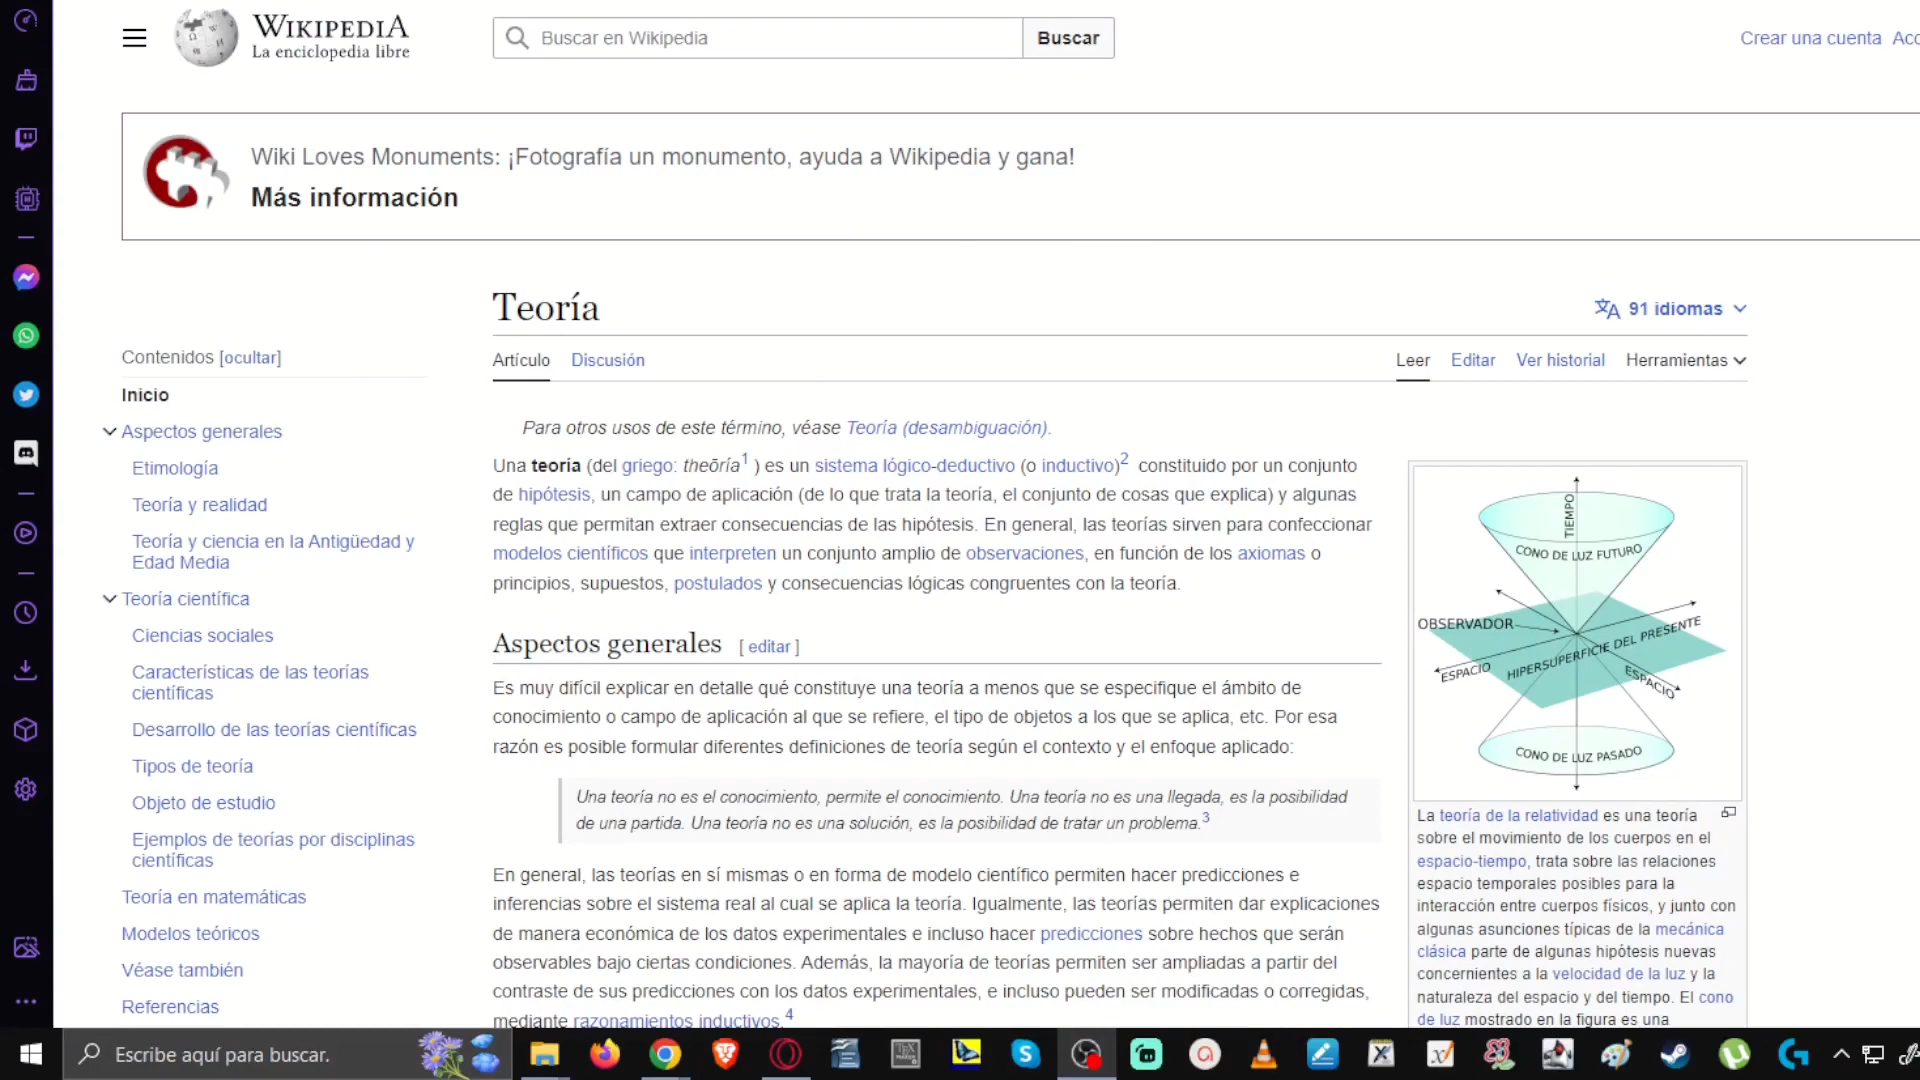 WIKIPEDIA
La enciclopedia libre
Buscar en Wikipedia
Buscar
Crear una cuenta
Wiki Loves Monuments: ¡Fotografía un monumento, ayuda a Wikipedia y gana!
Más información
Teoría
91 idiomas
Artículo
Discusión
Leer
Editar
Ver historial
Herramientas
Contenidos [ocultar]
Inicio
Aspectos generales
Etimología
Teoría y realidad
Teoría y ciencia en la Antigüedad y
Edad Media
Teoría científica
Ciencias sociales
Características de las teorías
científicas
Desarrollo de las teorías científicas
Tipos de teoría
Objeto de estudio
Ejemplos de teorías por disciplinas
científicas
Teoría en matemáticas
Modelos teóricos
Véase también
Referencias
Para otros usos de este término, véase Teoría (desambiguación).
Una teoría (del griego: theōría1 ) es un sistema lógico-deductivo (o inductivo)2 constituido por un conjunto
de hipótesis, un campo de aplicación (de lo que trata la teoría, el conjunto de cosas que explica) y algunas
reglas que permitan extraer consecuencias de las hipótesis. En general, las teorías sirven para confeccionar
modelos científicos que interpreten un conjunto amplio de observaciones, en función de los axiomas o
principios, supuestos, postulados y consecuencias lógicas congruentes con la teoría.
Aspectos generales [ editar ]
Es muy difícil explicar en detalle qué constituye una teoría a menos que se especifique el ámbito de
conocimiento o campo de aplicación al que se refiere, el tipo de objetos a los que se aplica, etc. Por esa
razón es posible formular diferentes definiciones de teoría según el contexto y el enfoque aplicado:
Una teoría no es el conocimiento, permite el conocimiento. Una teoría no es una llegada, es la posibilidad
de una partida. Una teoría no es una solución, es la posibilidad de tratar un problema.3
En general, las teorías en sí mismas o en forma de modelo científico permiten hacer predicciones e
inferencias sobre el sistema real al cual se aplica la teoría. Igualmente, las teorías permiten dar explicaciones
de manera económica de los datos experimentales e incluso hacer predicciones sobre hechos que serán
observables bajo ciertas condiciones. Además, la mayoría de teorías permiten ser ampliadas a partir del
contraste de sus predicciones con los datos experimentales, e incluso pueden ser modificadas o corregidas,
mediante razonamientos inductivos.4
TIEMPO
CONO DE LUZ FUTURO
OBSERVADOR
HIPERSUPERFICIE DEL PRESENTE
ESPACIO
ESPACIO
CONO DE LUZ PASADO
La teoría de la relatividad es una teoría
sobre el movimiento de los cuerpos en el
espacio-tiempo, trata sobre las relaciones
espacio temporales posibles para la
interacción entre cuerpos físicos, y junto con
algunas asunciones típicas de la mecánica
clásica parte de algunas hipótesis nuevas
concernientes a la velocidad de la luz y la
naturaleza del espacio y del tiempo. El cono
de luz mostrado en la figura es una
Escribe aquí para buscar.